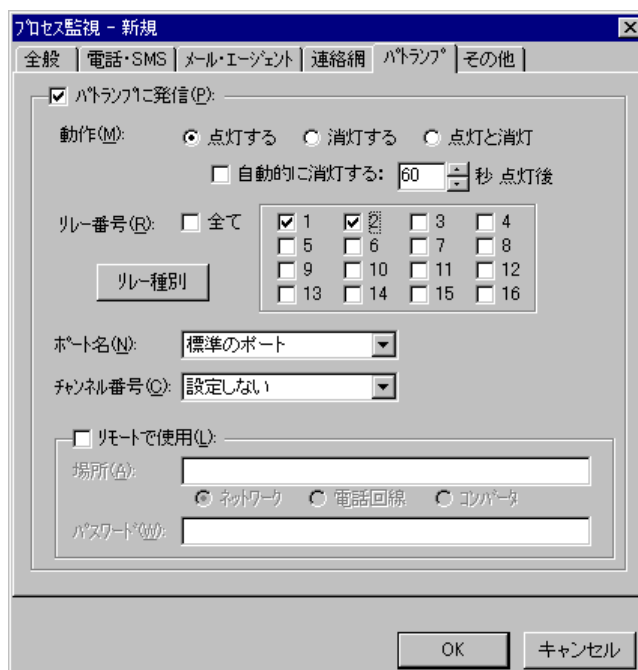 プロセス監視 - 新規
全般 電話・SMS メール・エージェント 連絡網 パトランプ その他
パトランプに発信(P):
動作(M): 点灯する 消灯する 点灯と消灯
自動的に消灯する: 60 秒 点灯後
リレー番号(R): 全て 1 2 3 4
5 6 7 8
リレー種別 9 10 11 12
13 14 15 16
ポート名(N): 標準のポート
チャンネル番号(C): 設定しない
リモートで使用(L):
場所(A):
ネットワーク 電話回線 コンバータ
パスワード(W):
OK キャンセル